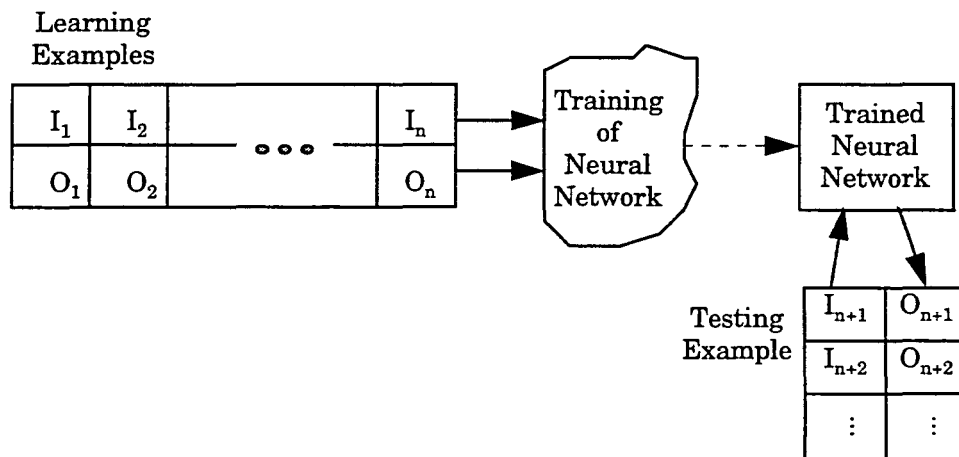 Learning
Examples
I₁ I₂ ooo Iₙ
O₁ O₂ Oₙ
Training
of
Neural
Network
Trained
Neural
Network
Testing
Example
Iₙ₊₁ Oₙ₊₁
Iₙ₊₂ Oₙ₊₂
⋮ ⋮